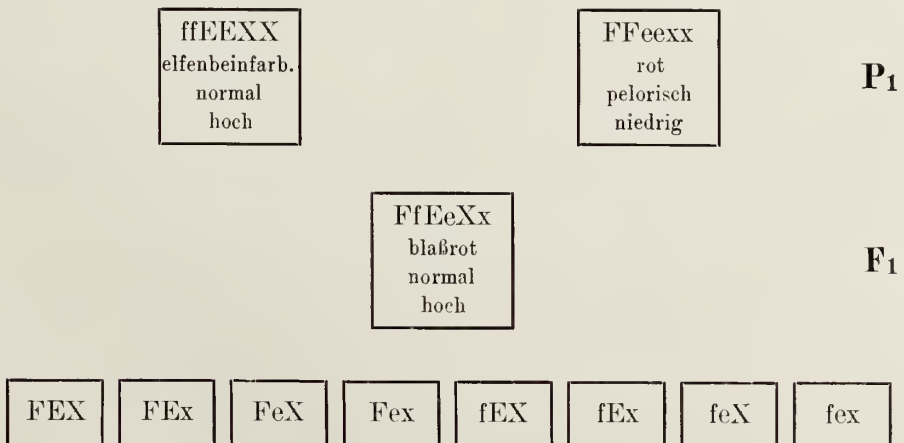 ffEEXX
elfenbeinfarb.
normal
hoch
FFeexx
rot
pelorisch
niedrig
P1
FfEeXx
blaßrot
normal
hoch
F1
FEX FEx FeX Fex fEX fEx feX fex